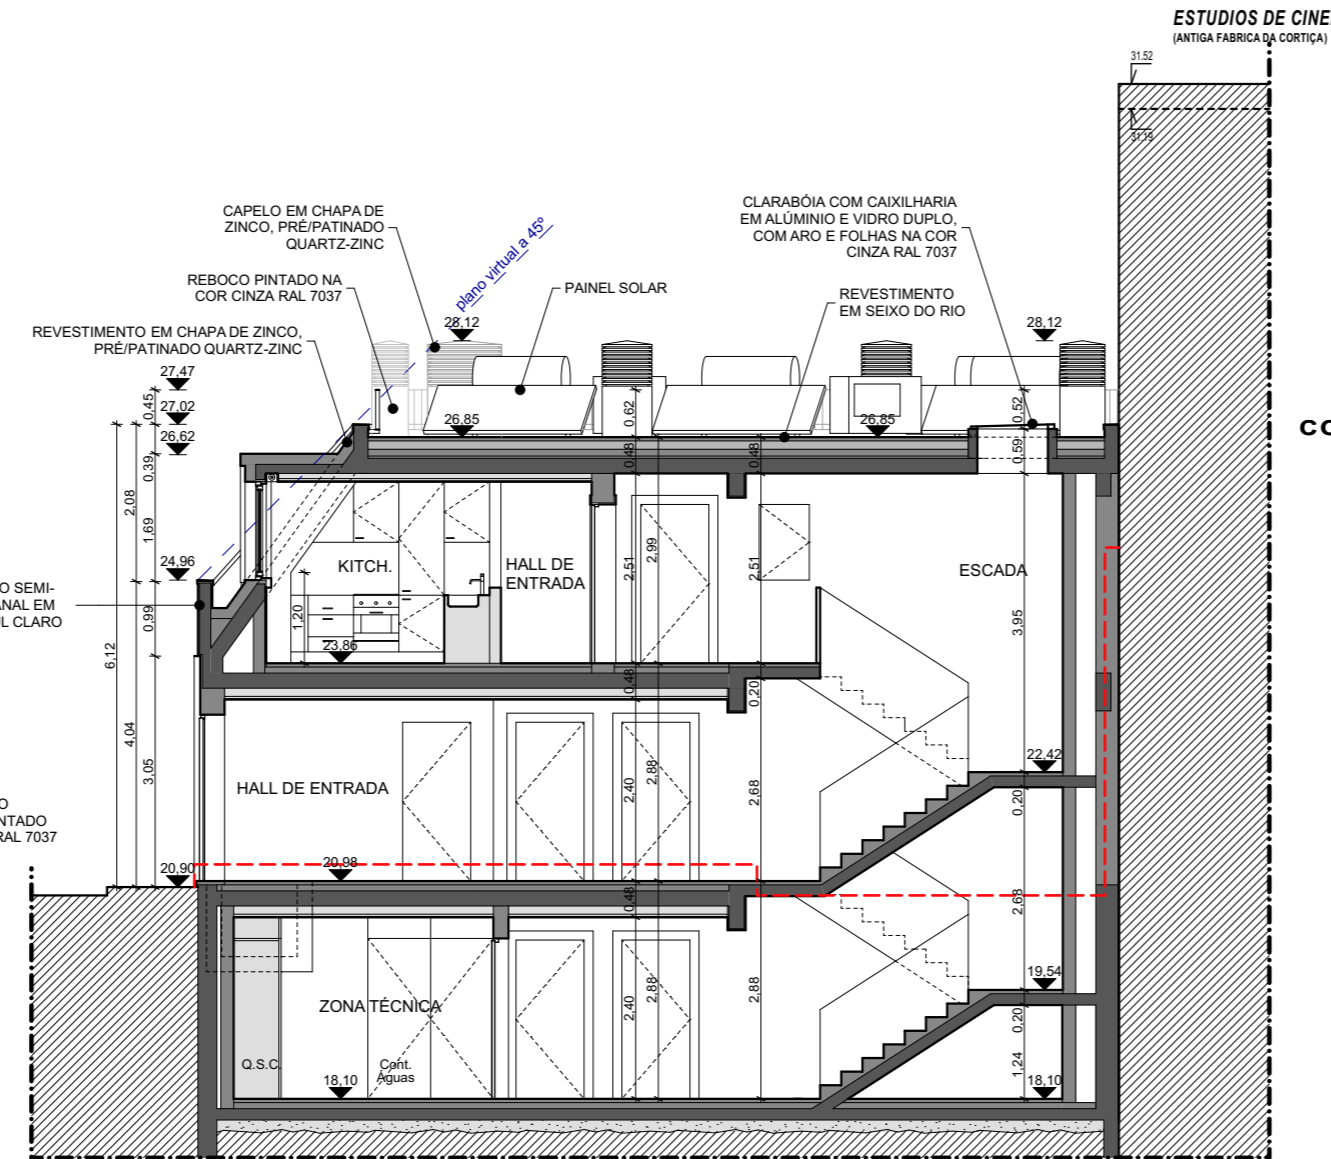 ESTUDIOS DE CINE
(ANTIGA FABRICA DA CORTIÇA)
31.52
31.19
CAPELO EM CHAPA DE
ZINCO, PRÉ/PATINADO
QUARTZ-ZINC
plano virtual a 45º
CLARABÓIA COM CAIXILHARIA
EM ALÚMINIO E VIDRO DUPLO,
COM ARO E FOLHAS NA COR
CINZA RAL 7037
REBOCO PINTADO NA
COR CINZA RAL 7037
PAINEL SOLAR
REVESTIMENTO
EM SEIXO DO RIO
REVESTIMENTO EM CHAPA DE ZINCO,
PRÉ/PATINADO QUARTZ-ZINC
28,12
28,12
27,47
0,45
27,02
26,62
26,85
0,62
26,85
0,52
CO
0,39
0,48
0,48
0,59
2,08
1,69
24,96
KITCH.
HALL DE
ENTRADA
2,51
2,99
2,51
ESCADA
3,95
O SEMI-
ANAL EM
L CLARO
0,99
1,20
6,12
23,86
0,48
0,20
4,04
3,05
HALL DE ENTRADA
2,40
2,88
2,68
22,42
0,20
O
NTADO
RAL 7037
20,90
20,98
0,48
2,68
ZONA TÉCNICA
2,40
2,88
2,88
19,54
0,20
Q.S.C.
Cont.
Águas
18,10
1,24
18,10